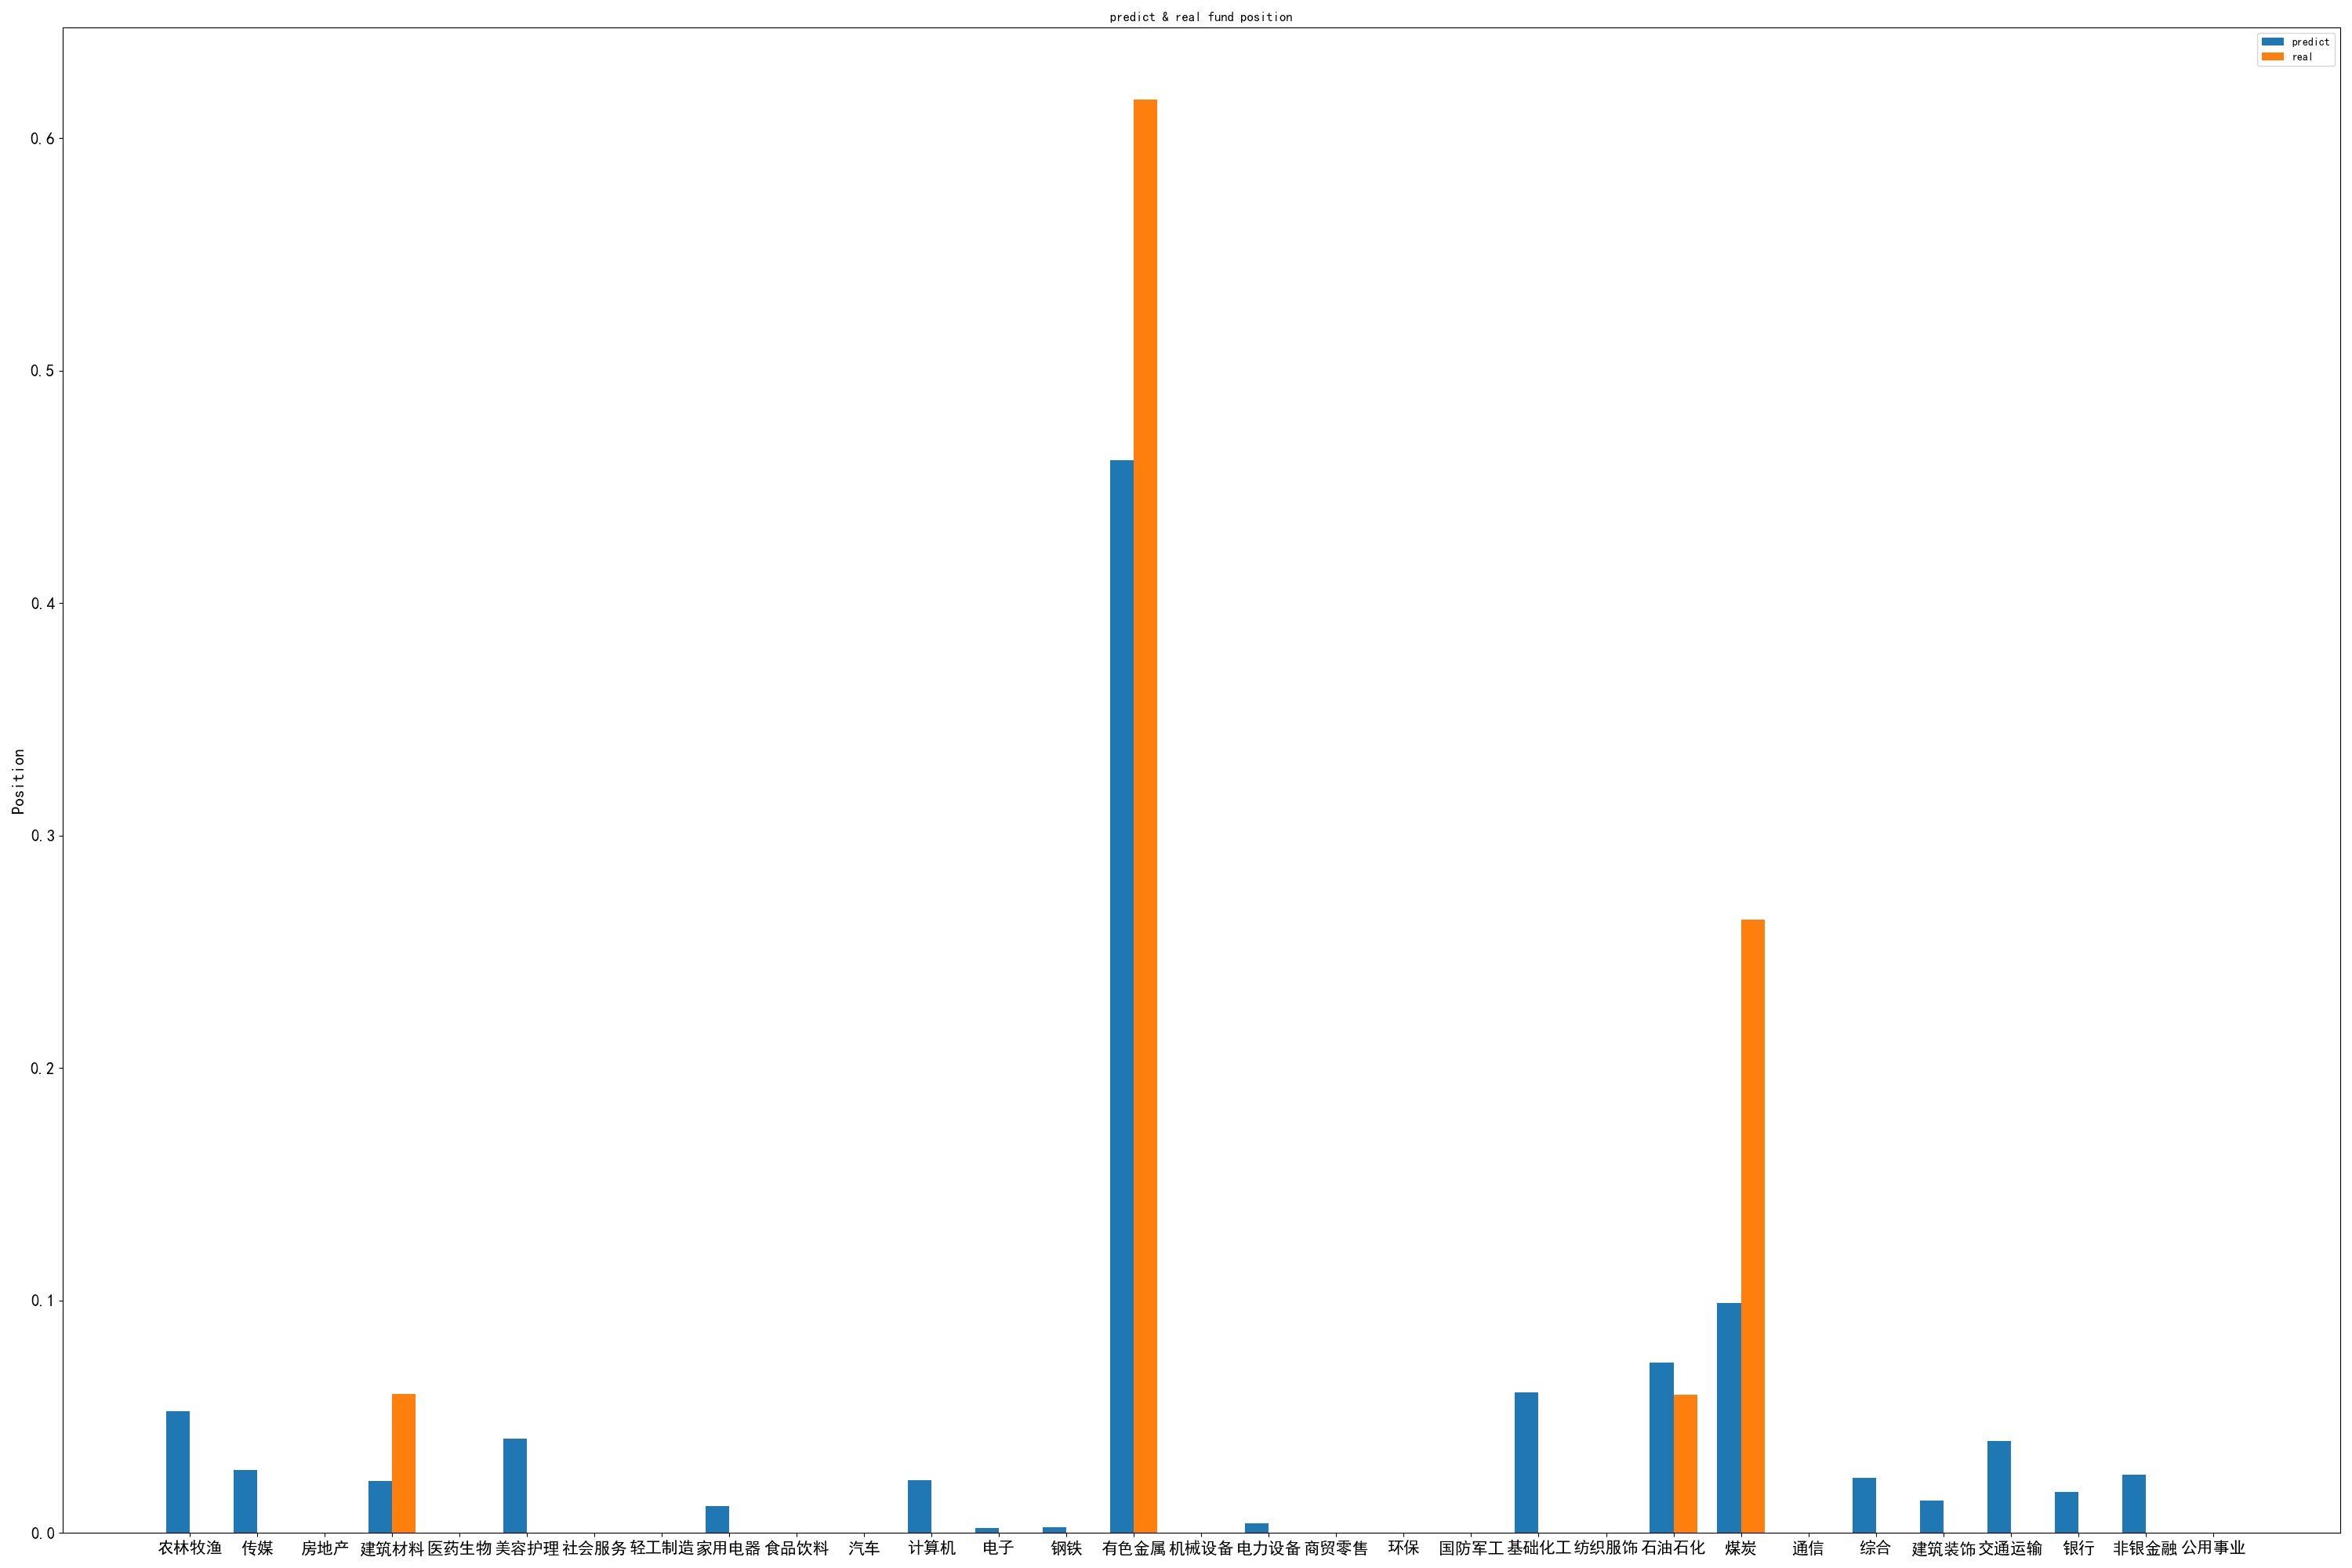 predict & real fund position
predict
real
0.6
0.5
0.4
0.3
0.2
0.1
0.0
Position
农林牧渔 传媒 房地产 建筑材料 医药生物 美容护理 社会服务 轻工制造 家用电器 食品饮料 汽车 计算机 电子 钢铁 有色金属 机械设备 电力设备 商贸零售 环保 国防军工 基础化工 纺织服饰 石油石化 煤炭 通信 综合 建筑装饰 交通运输 银行 非银金融 公用事业